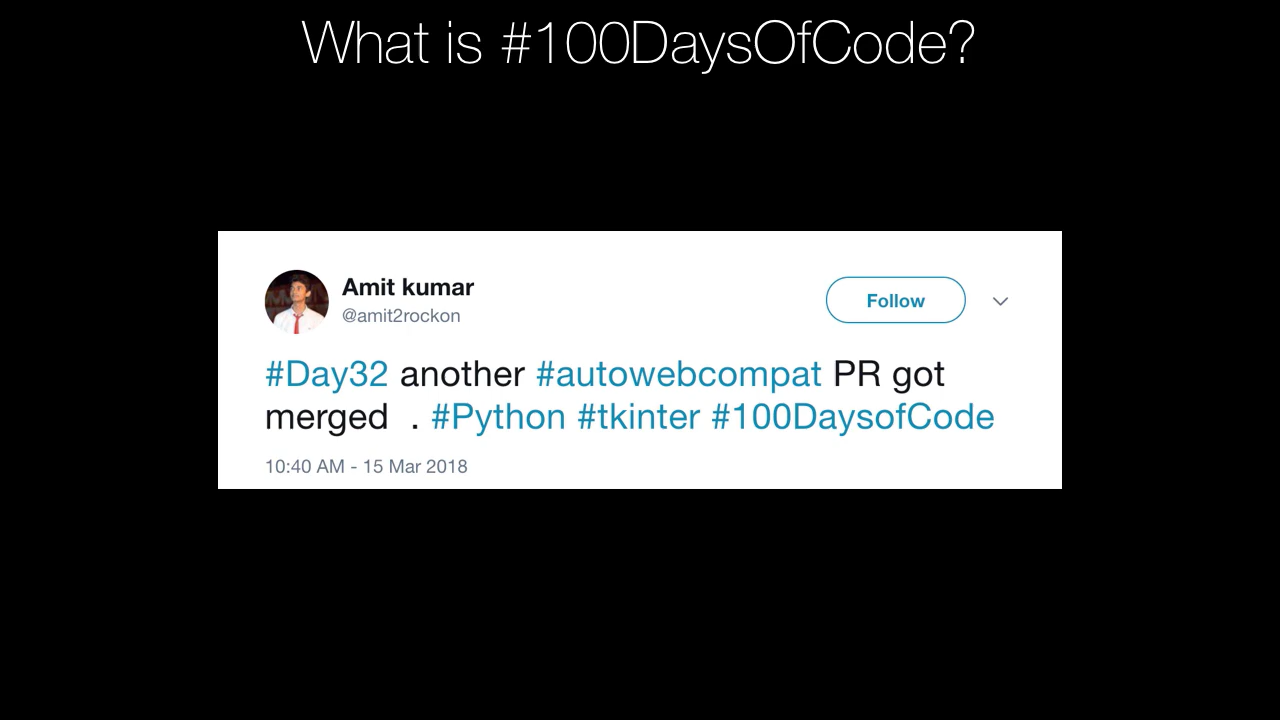 What is #100DaysOfCode?
Amit kumar
@amit2rockon
Follow
#Day32 another #autowebcompat PR got
merged . #Python #tkinter #100DaysofCode
10:40 AM - 15 Mar 2018